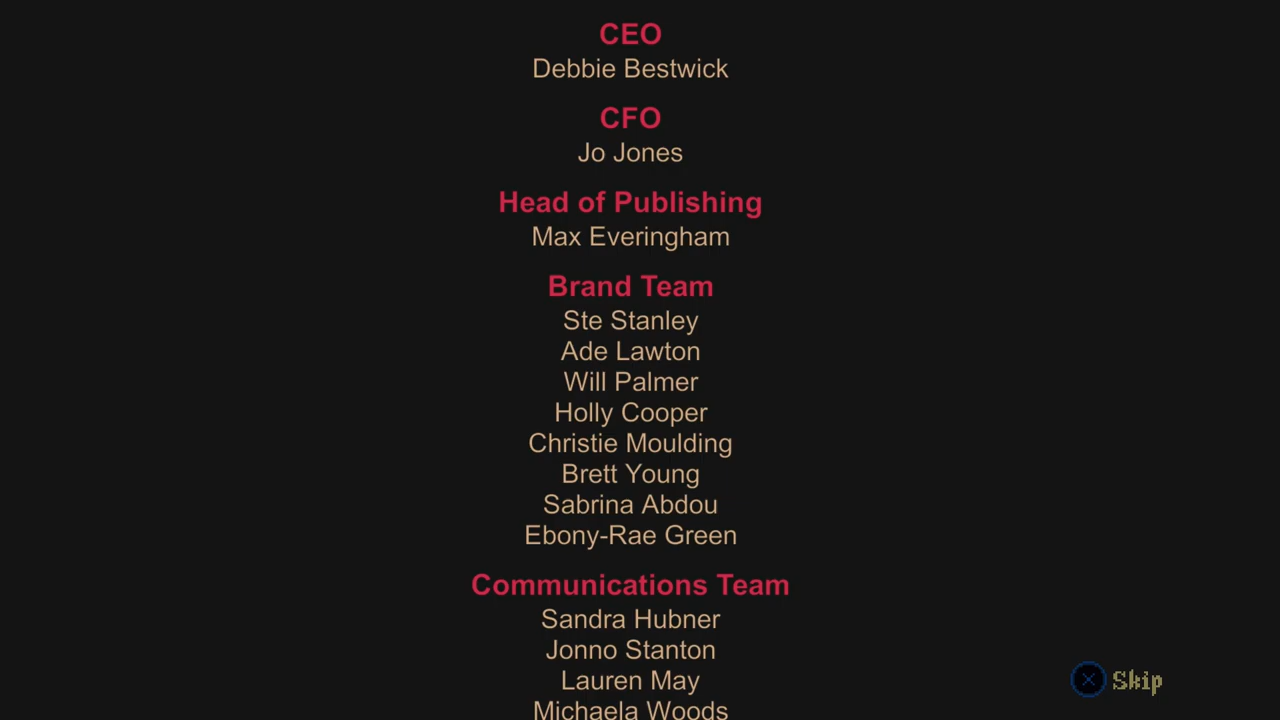 CEO
Debbie Bestwick
CFO
Jo Jones
Head of Publishing
Max Everingham
Brand Team
Ste Stanley
Ade Lawton
Will Palmer
Holly Cooper
Christie Moulding
Brett Young
Sabrina Abdou
Ebony-Rae Green
Communications Team
Sandra Hubner
Jonno Stanton
Lauren May
Michaela Woods
Skip